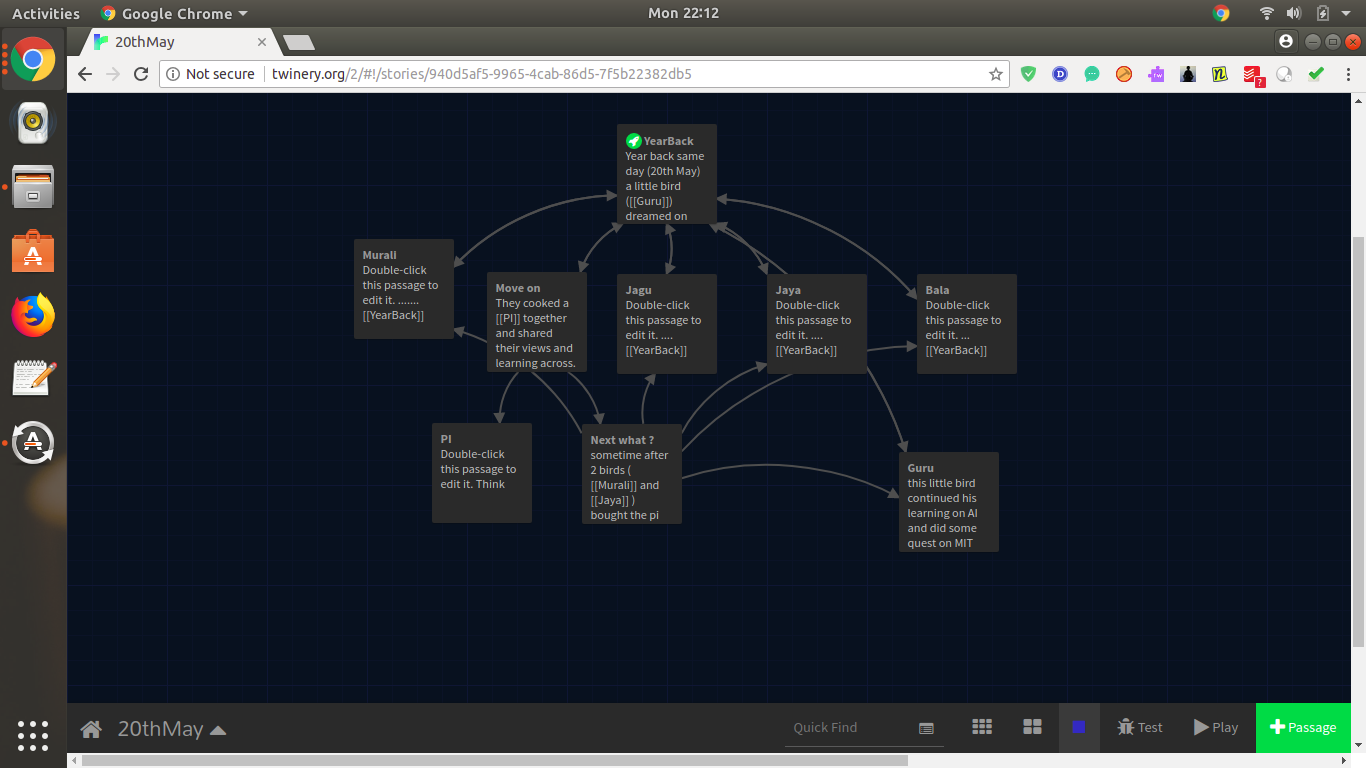 Activities
Google Chrome
Mon 22:12
20thMay
Not secure
twinery.org/2/#!/stories/940d5af5-9965-4cab-86d5-7f5b22382db5
YearBack
Year back same
day (20th May)
a little bird
([[Guru]])
dreamed on
Murali
Double-click
this passage to
edit it. .......
[[YearBack]]
Move on
They cooked a
[[PI]] together
and shared
their views and
learning across.
Jagu
Double-click
this passage to
edit it. ....
[[YearBack]]
Jaya
Double-click
this passage to
edit it. ....
[[YearBack]]
Bala
Double-click
this passage to
edit it. ...
[[YearBack]]
PI
Double-click
this passage to
edit it. Think
Next what ?
sometime after
2 birds (
[[Murali]] and
[[Jaya]] )
bought the pi
Guru
this little bird
continued his
learning on AI
and did some
quest on MIT
20thMay
Quick Find
Test
Play
Passage